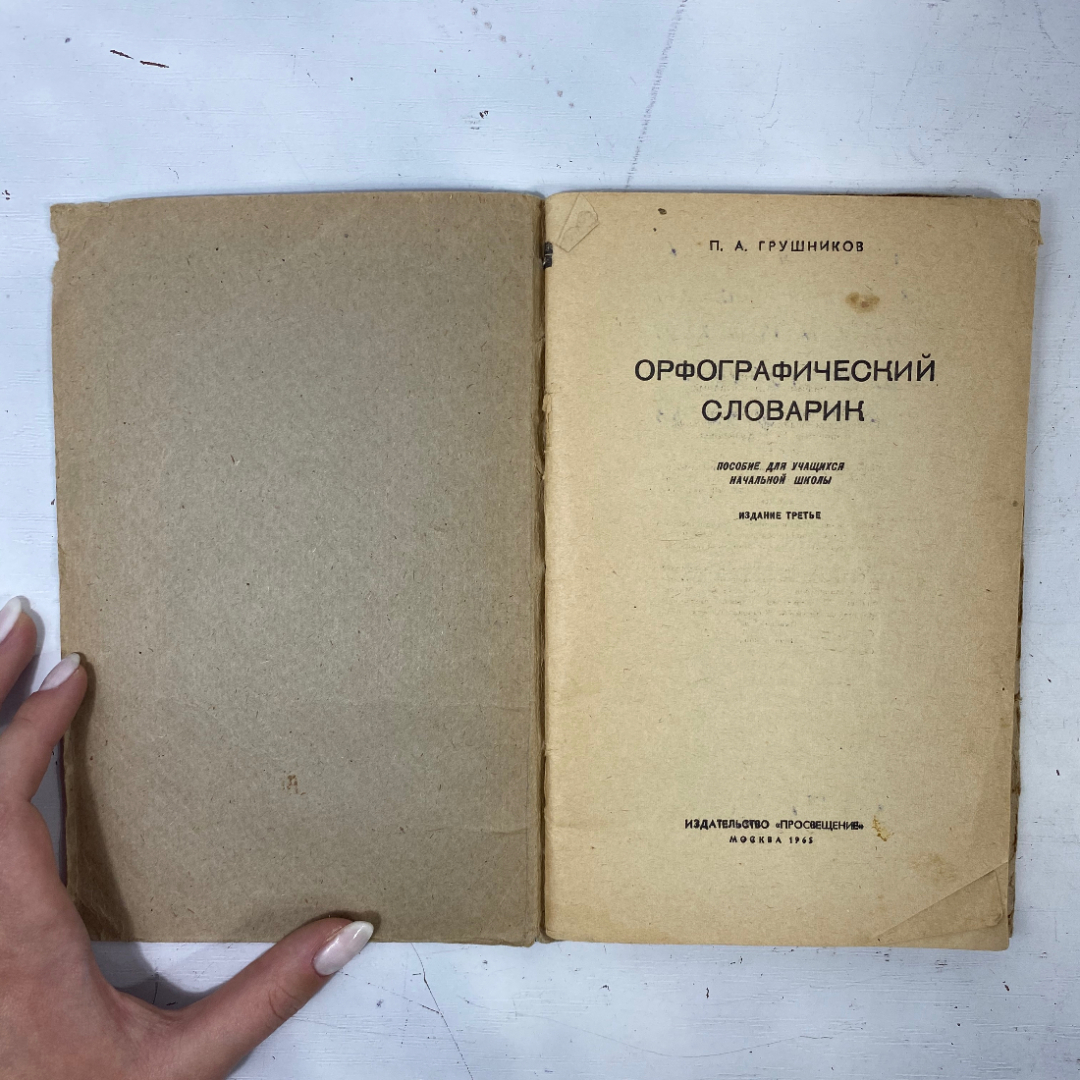 П. А. ГРУШНИКОВ
ОРФОГРАФИЧЕСКИЙ
СЛОВАРИК
ПОСОБИЕ ДЛЯ УЧАЩИХСЯ
НАЧАЛЬНОЙ ШКОЛЫ
ИЗДАНИЕ ТРЕТЬЕ
ИЗДАТЕЛЬСТВО «ПРОСВЕЩЕНИЕ»
МОСКВА 1965